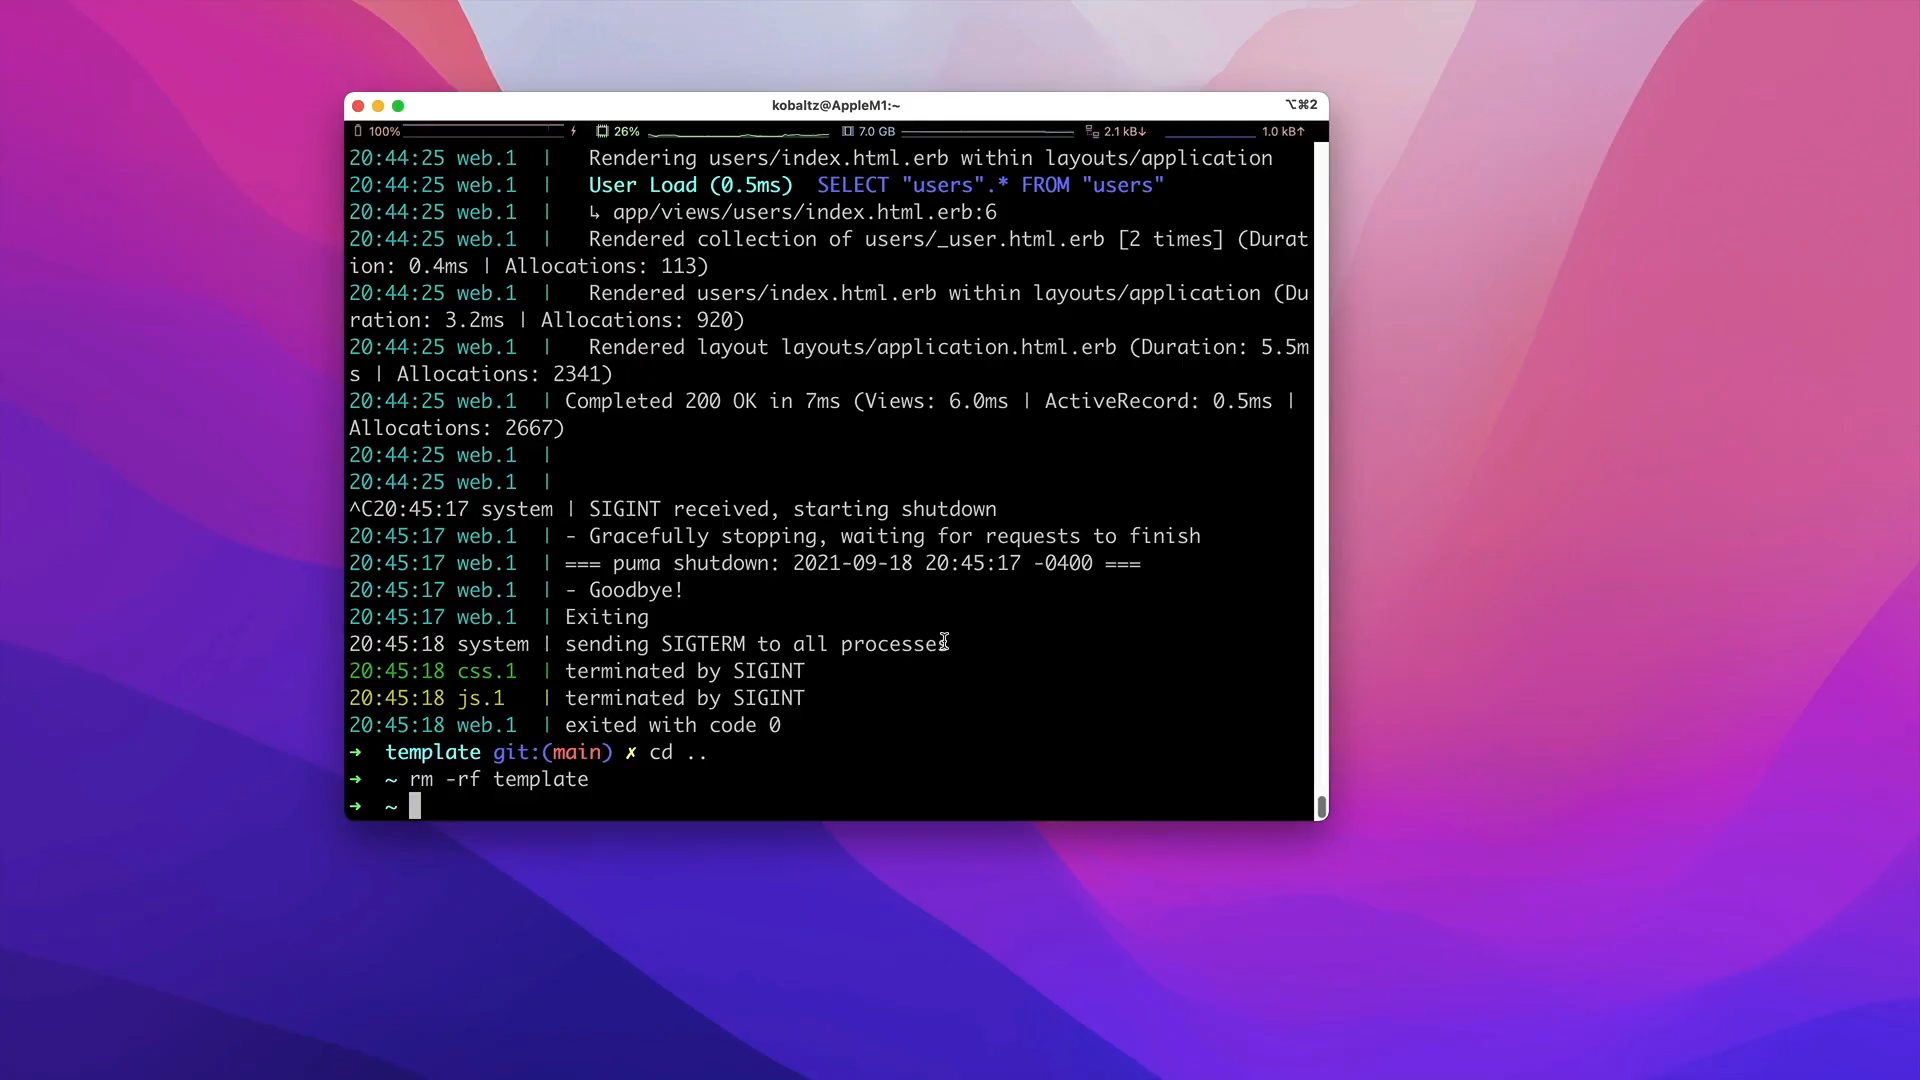 kobaltz@AppleM1:~
⌥⌘2
100% 26% 7.0 GB 2.1 kB↓ 1.0 kB↑
20:44:25 web.1  |   Rendering users/index.html.erb within layouts/application
20:44:25 web.1  |   User Load (0.5ms)  SELECT "users".* FROM "users"
20:44:25 web.1  |   ↳ app/views/users/index.html.erb:6
20:44:25 web.1  |   Rendered collection of users/_user.html.erb [2 times] (Durat
ion: 0.4ms | Allocations: 113)
20:44:25 web.1  |   Rendered users/index.html.erb within layouts/application (Du
ration: 3.2ms | Allocations: 920)
20:44:25 web.1  |   Rendered layout layouts/application.html.erb (Duration: 5.5m
s | Allocations: 2341)
20:44:25 web.1  | Completed 200 OK in 7ms (Views: 6.0ms | ActiveRecord: 0.5ms |
Allocations: 2667)
20:44:25 web.1  |
20:44:25 web.1  |
^C20:45:17 system | SIGINT received, starting shutdown
20:45:17 web.1  | - Gracefully stopping, waiting for requests to finish
20:45:17 web.1  | === puma shutdown: 2021-09-18 20:45:17 -0400 ===
20:45:17 web.1  | - Goodbye!
20:45:17 web.1  | Exiting
20:45:18 system | sending SIGTERM to all processes
20:45:18 css.1  | terminated by SIGINT
20:45:18 js.1   | terminated by SIGINT
20:45:18 web.1  | exited with code 0
➜  template git:(main) ✗ cd ..
➜  ~ rm -rf template
➜  ~